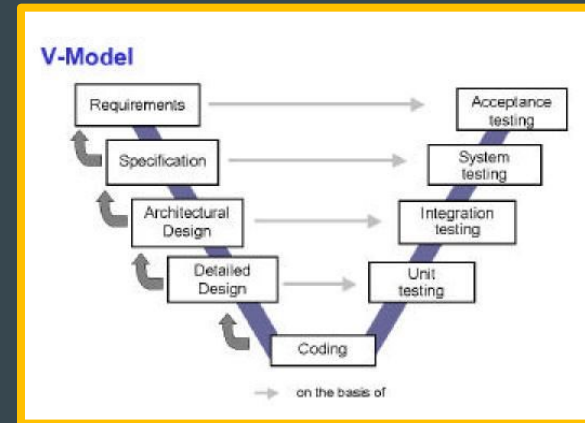 V-Model
Requirements
Acceptance
testing
Specification
System
testing
Architectural
Design
Integration
testing
Detailed
Design
Unit
testing
Coding
on the basis of